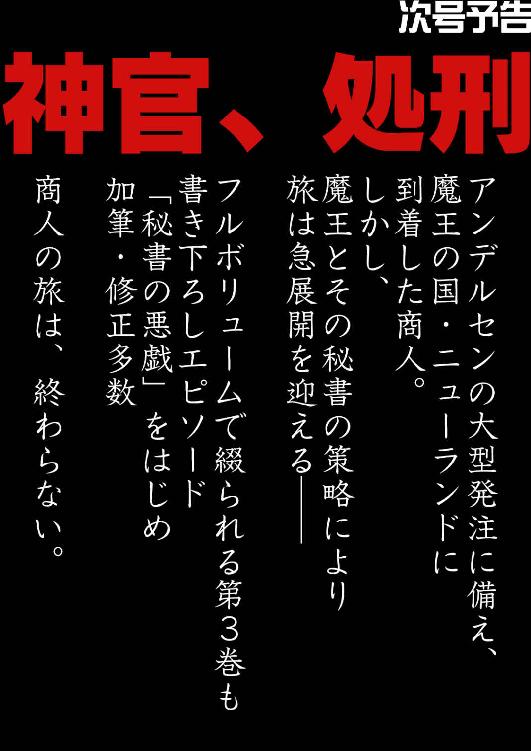 次号予告
神官、処刑
アンデルセンの大型発注に備え、
魔王の国・ニューランドに
到着した商人。
しかし、
魔王とその秘書の策略により
旅は急展開を迎える――
フルボリュームで綴られる第3巻も
書き下ろしエピソード
「秘書の悪戯」をはじめ
加筆・修正多数
商人の旅は、終わらない。